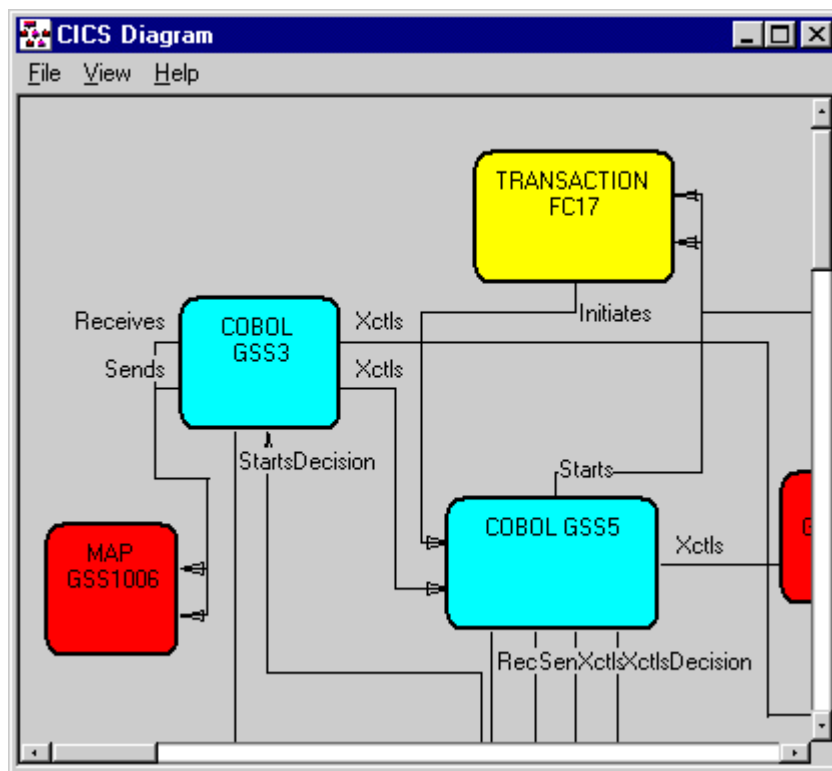 CICS Diagram
File View Help
TRANSACTION
FC17
Initiates
Receives
Sends
COBOL
GSS3
Xctls
Xctls
StartsDecision
Starts
MAP
GSS1006
COBOL GSS5
Xctls
G
RecSenXctlsXctlsDecision